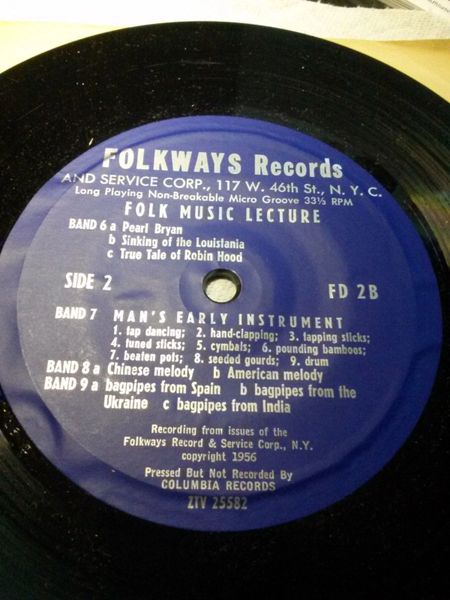 FOLKWAYS Records
AND SERVICE CORP., 117 W. 46th St., N. Y. C.
Long Playing Non-Breakable Micro Groove 33⅓ RPM
FOLK MUSIC LECTURE
BAND 6 a Pearl Bryan
b Sinking of the Louistania
c True Tale of Robin Hood
SIDE 2 FD 2B
BAND 7 MAN'S EARLY INSTRUMENT
1. tap dancing; 2. hand-clapping; 3. tapping sticks;
4. tuned sticks; 5. cymbals; 6. pounding bamboos;
7. beaten pots; 8. seeded gourds; 9. drum
BAND 8 a Chinese melody b American melody
BAND 9 a bagpipes from Spain b bagpipes from the
Ukraine c bagpipes from India
Recording from issues of the
Folkways Record & Service Corp., N.Y.
copyright 1956
Pressed But Not Recorded By
COLUMBIA RECORDS
ZTV 25582